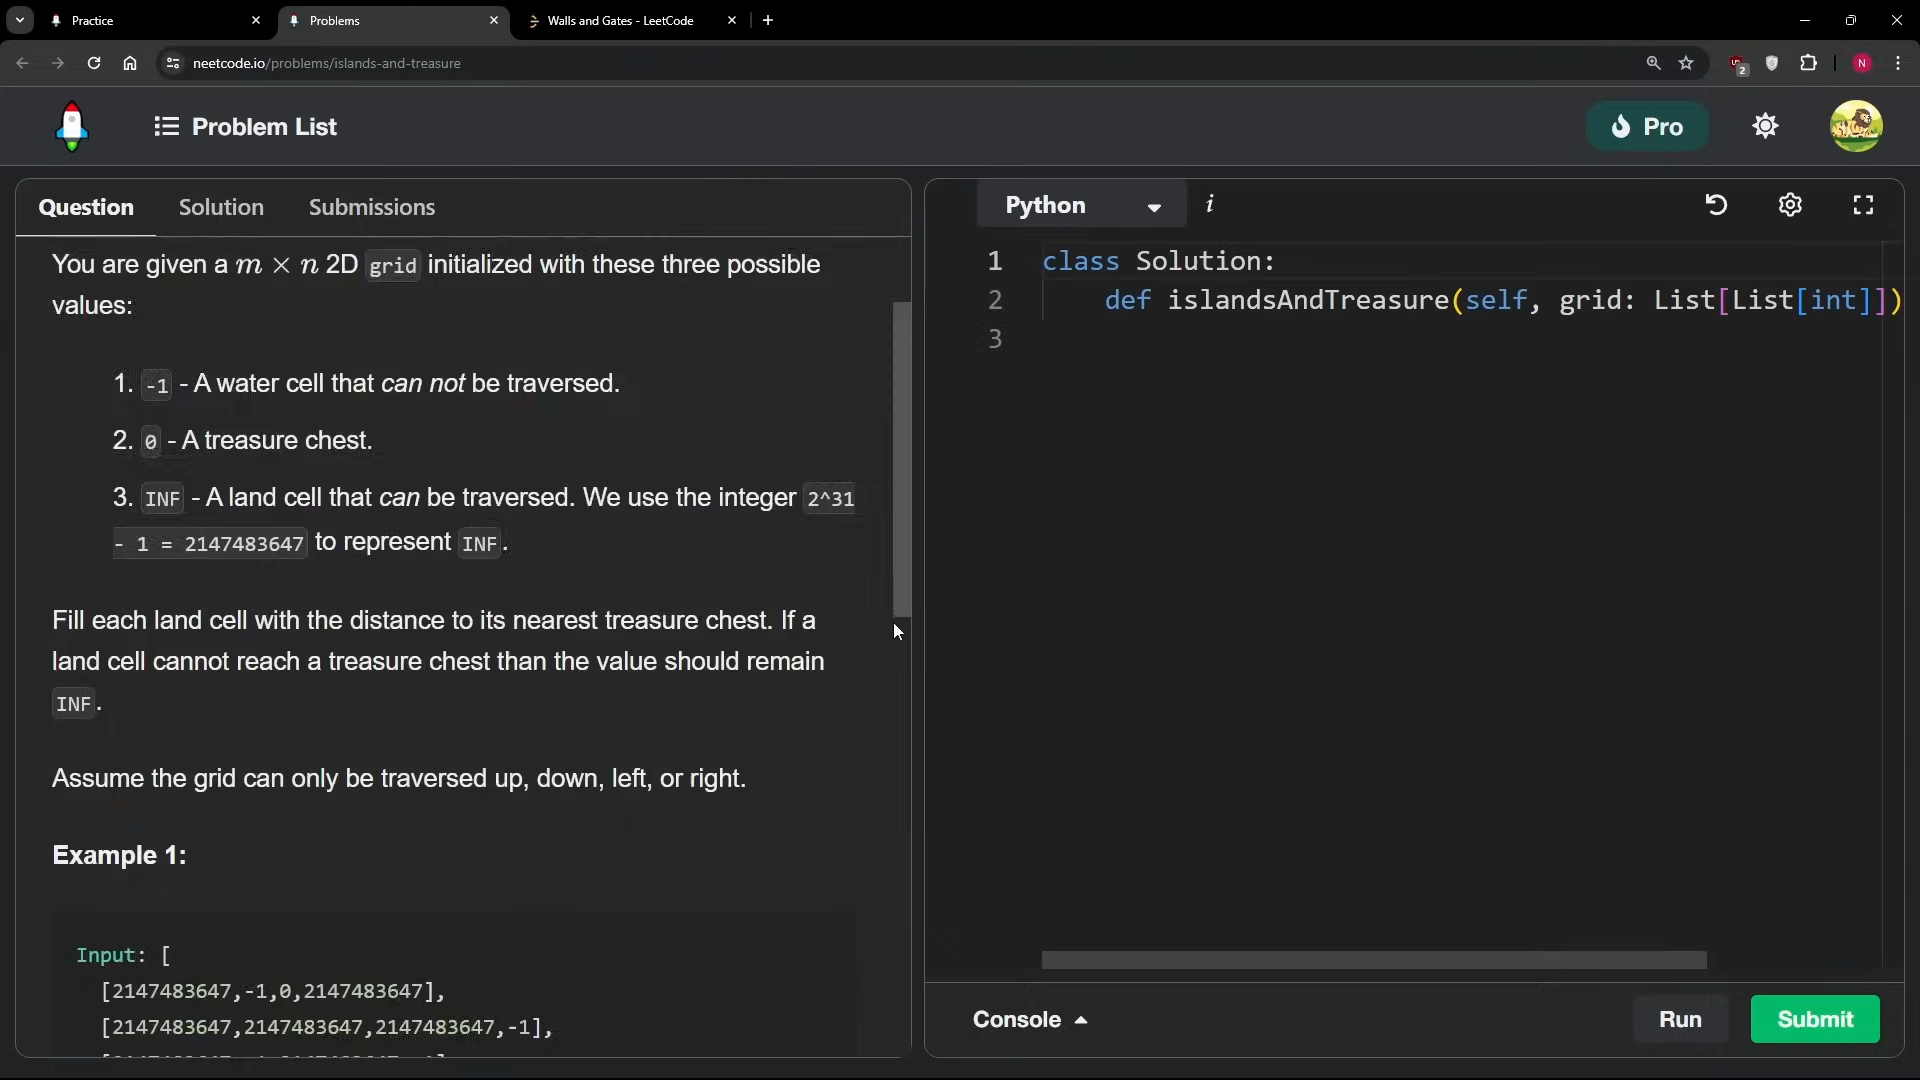 Practice
Problems
Walls and Gates - LeetCode
neetcode.io/problems/islands-and-treasure
2
N
Problem List
Pro
Question
Solution
Submissions
You are given a m × n 2D grid initialized with these three possible
values:
1. -1 - A water cell that can not be traversed.
2. 0 - A treasure chest.
3. INF - A land cell that can be traversed. We use the integer 2^31
- 1 = 2147483647 to represent INF.
Fill each land cell with the distance to its nearest treasure chest. If a
land cell cannot reach a treasure chest than the value should remain
INF.
Assume the grid can only be traversed up, down, left, or right.
Example 1:
Input: [
[2147483647,-1,0,2147483647],
[2147483647,2147483647,2147483647,-1],
Python
i
1 class Solution:
2 def islandsAndTreasure(self, grid: List[List[int]])
3
Console
Run
Submit